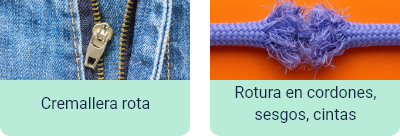 Cremallera rota
Rotura en cordones,
sesgos, cintas